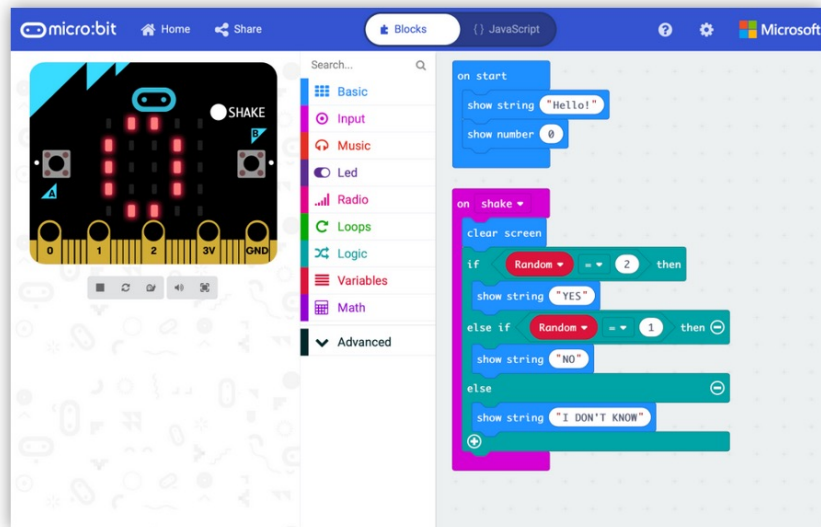 micro:bit Home Share Blocks {} JavaScript ? Microsoft
SHAKE
B
A
0 1 2 3V GND
Search...
Basic
Input
Music
Led
Radio
Loops
Logic
Variables
Math
Advanced
on start
show string "Hello!"
show number 0
on shake
clear screen
if Random = 2 then
show string "YES"
else if Random = 1 then
show string "NO"
else
show string "I DON'T KNOW"